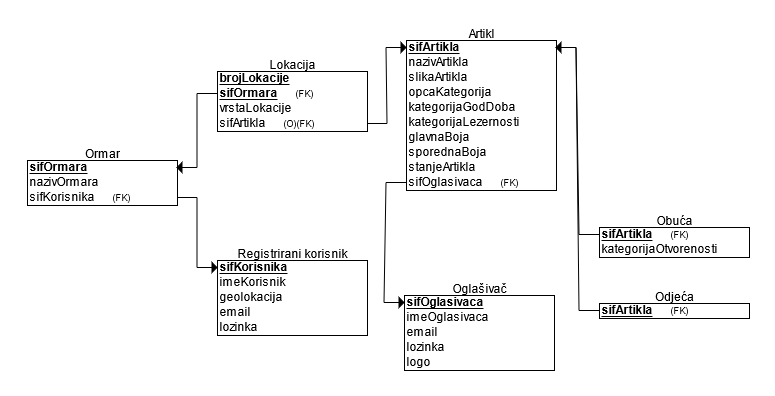 Artikl
sifArtikla
nazivArtikla
slikaArtikla
opcaKategorija
kategorijaGodDoba
kategorijaLezernosti
glavnaBoja
sporednaBoja
stanjeArtikla
sifOglasivaca (FK)
Lokacija
brojLokacije
sifOrmara (FK)
vrstaLokacije
sifArtikla (O)(FK)
Ormar
sifOrmara
nazivOrmara
sifKorisnika (FK)
Obuća
sifArtikla (FK)
kategorijaOtvorenosti
Registrirani korisnik
sifKorisnika
imeKorisnik
geolokacija
email
lozinka
Oglašivač
sifOglasivaca
imeOglasivaca
email
lozinka
logo
Odjeća
sifArtikla (FK)